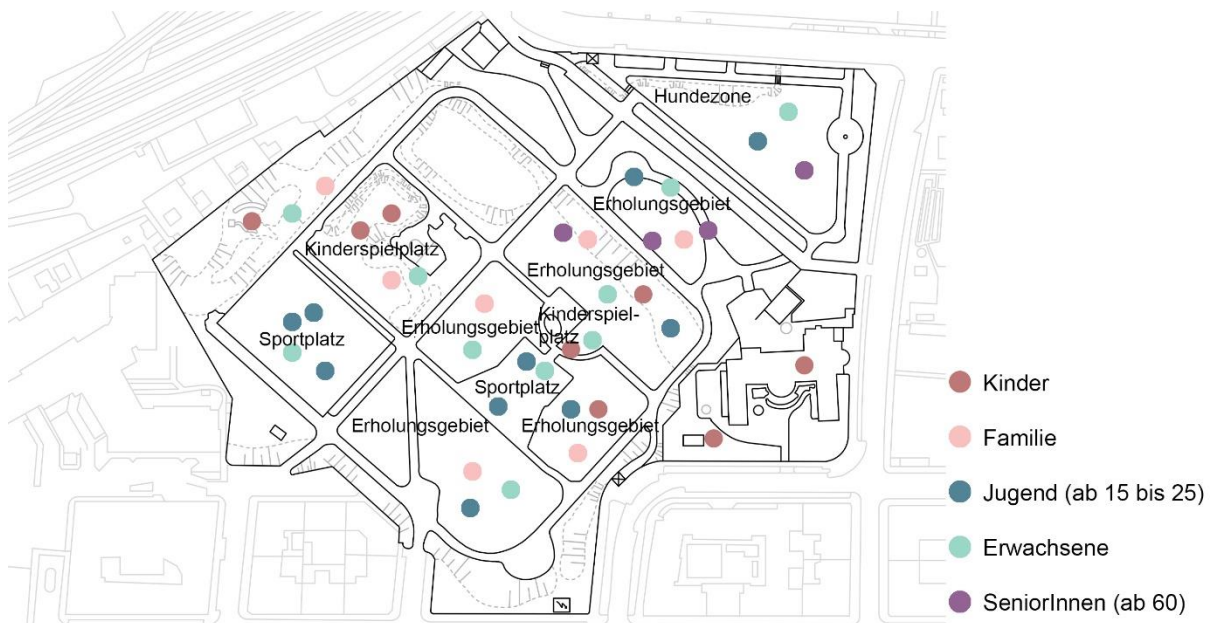 Hundezone
Erholungsgebiet
Kinderspielplatz
Erholungsgebiet
Kinderspiel-
platz
Erholungsgebiet
Sportplatz
Sportplatz
Erholungsgebiet
Erholungsgebiet
Kinder
Familie
Jugend (ab 15 bis 25)
Erwachsene
SeniorInnen (ab 60)